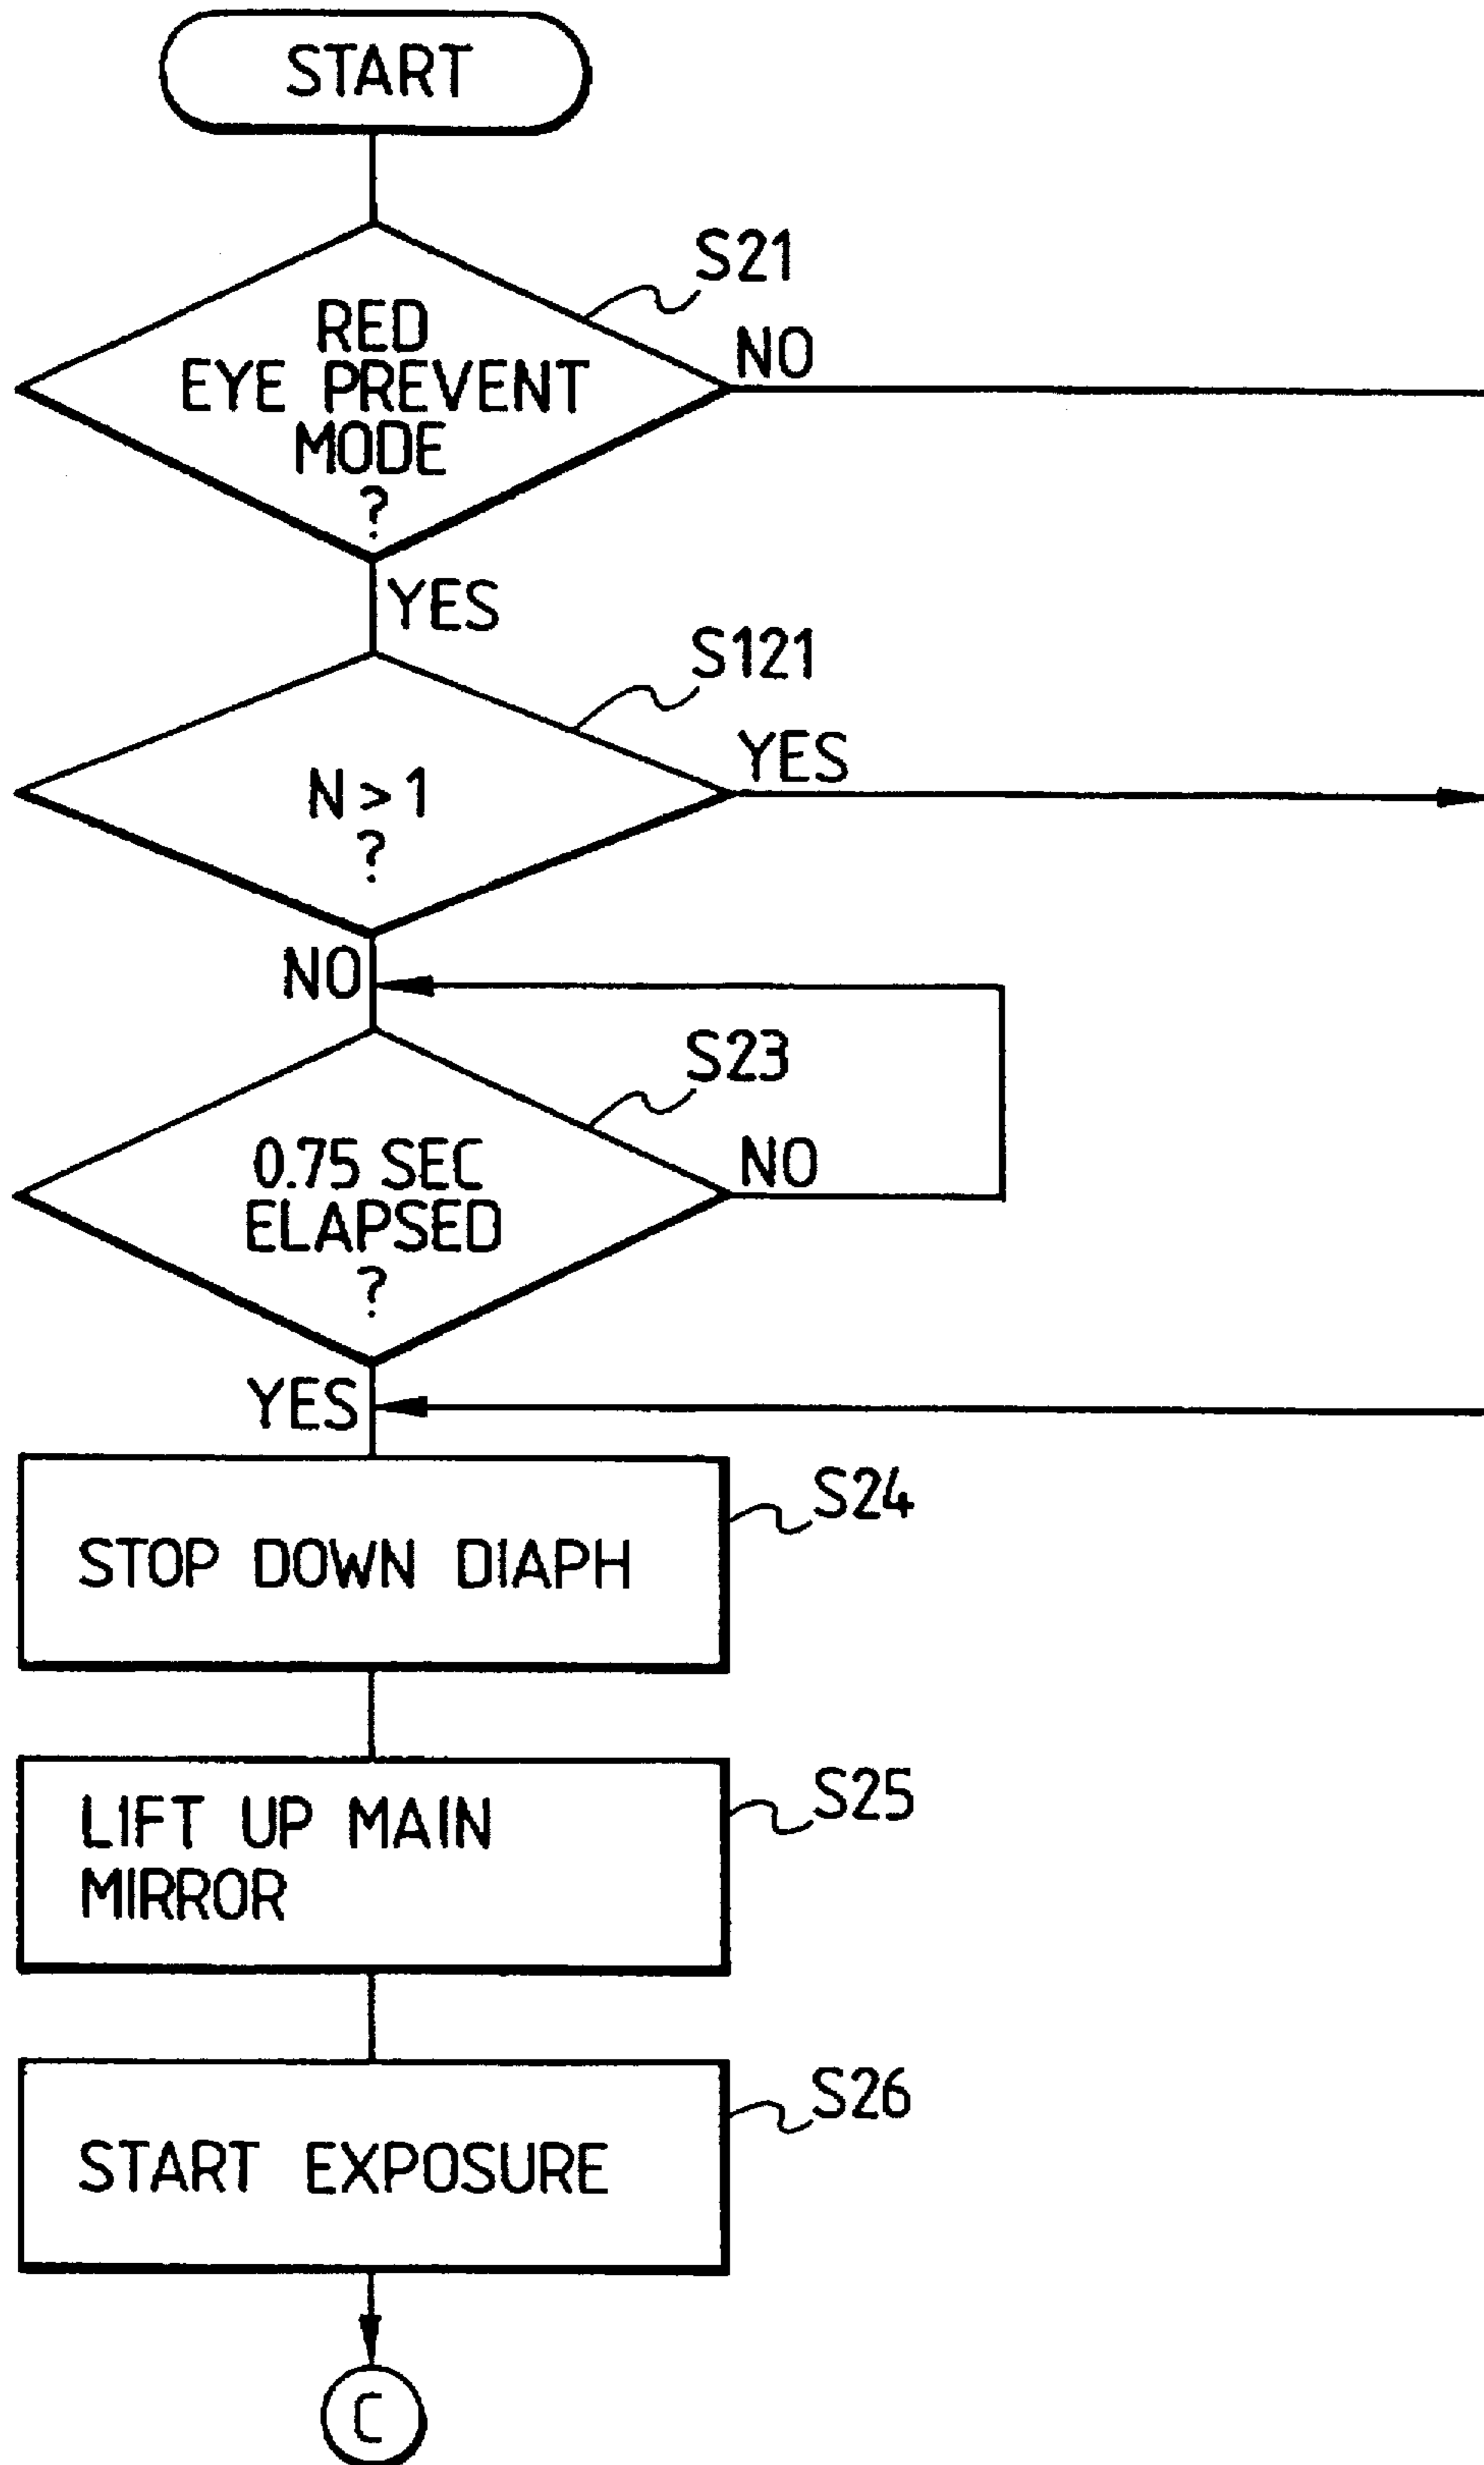 START
S21
RED
EYE PREVENT
MODE
?
NO
YES
S121
N > 1
?
YES
NO
S23
0.75 SEC
ELAPSED
?
NO
YES
S24
STOP DOWN DIAPH
S25
LIFT UP MAIN
MIRROR
S26
START EXPOSURE
C